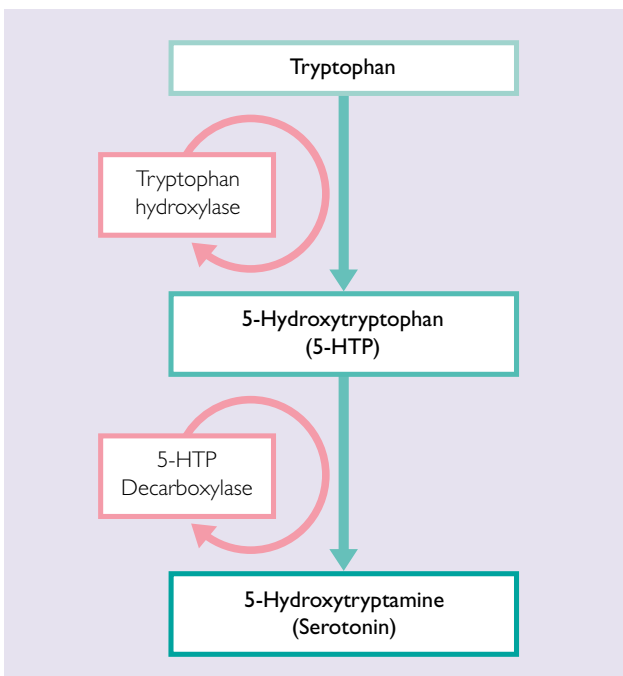 Tryptophan
Tryptophan
hydroxylase
5-Hydroxytryptophan
(5-HTP)
5-HTP
Decarboxylase
5-Hydroxytryptamine
(Serotonin)